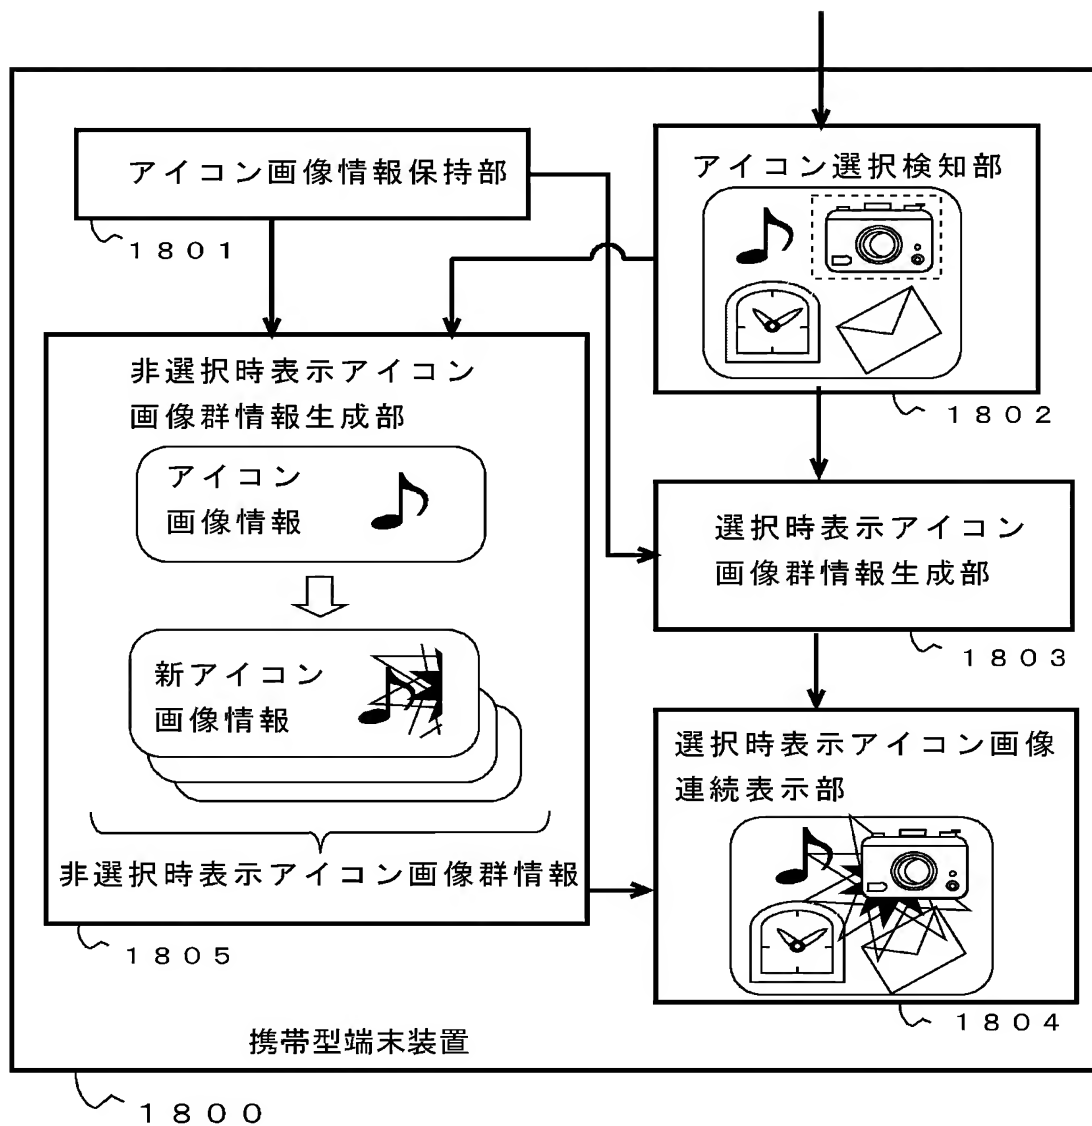 アイコン画像情報保持部
1801
アイコン選択検知部
1802
非選択時表示アイコン
画像群情報生成部
アイコン
画像情報
新アイコン
画像情報
非選択時表示アイコン画像群情報
1805
選択時表示アイコン
画像群情報生成部
1803
選択時表示アイコン画像
連続表示部
1804
携帯型端末装置
1800